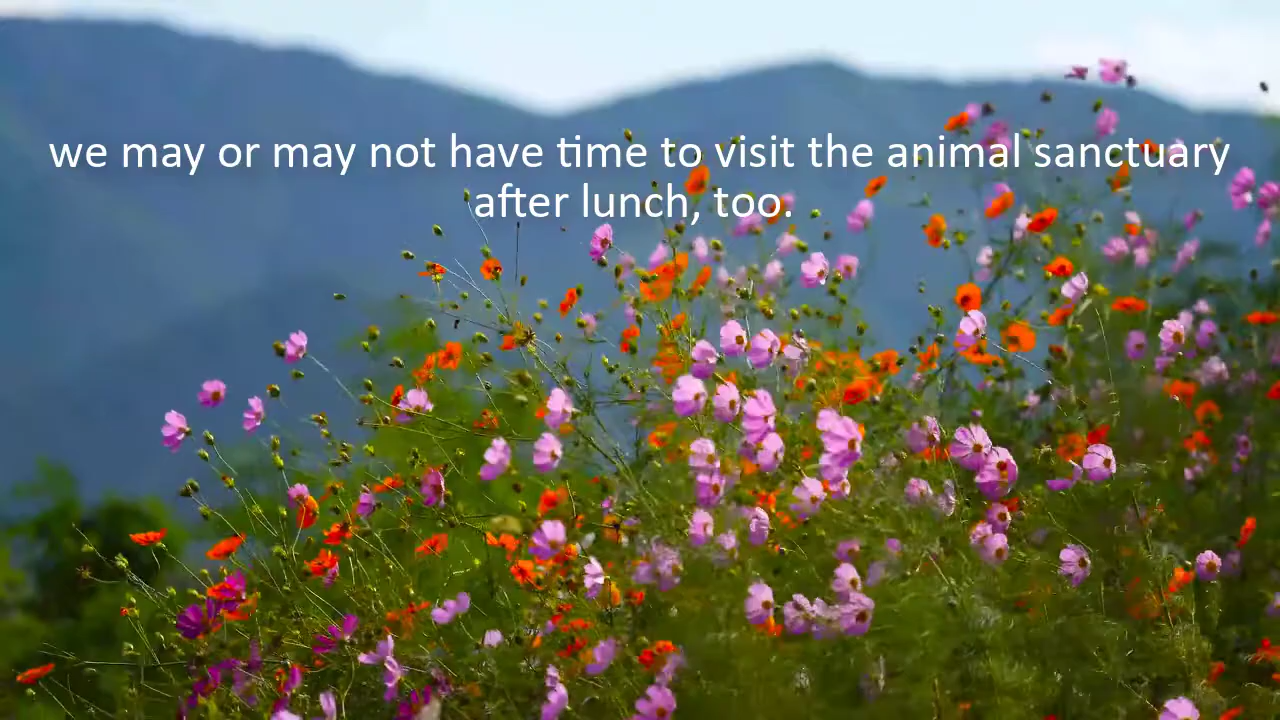 we may or may not have time to visit the animal sanctuary
after lunch, too.